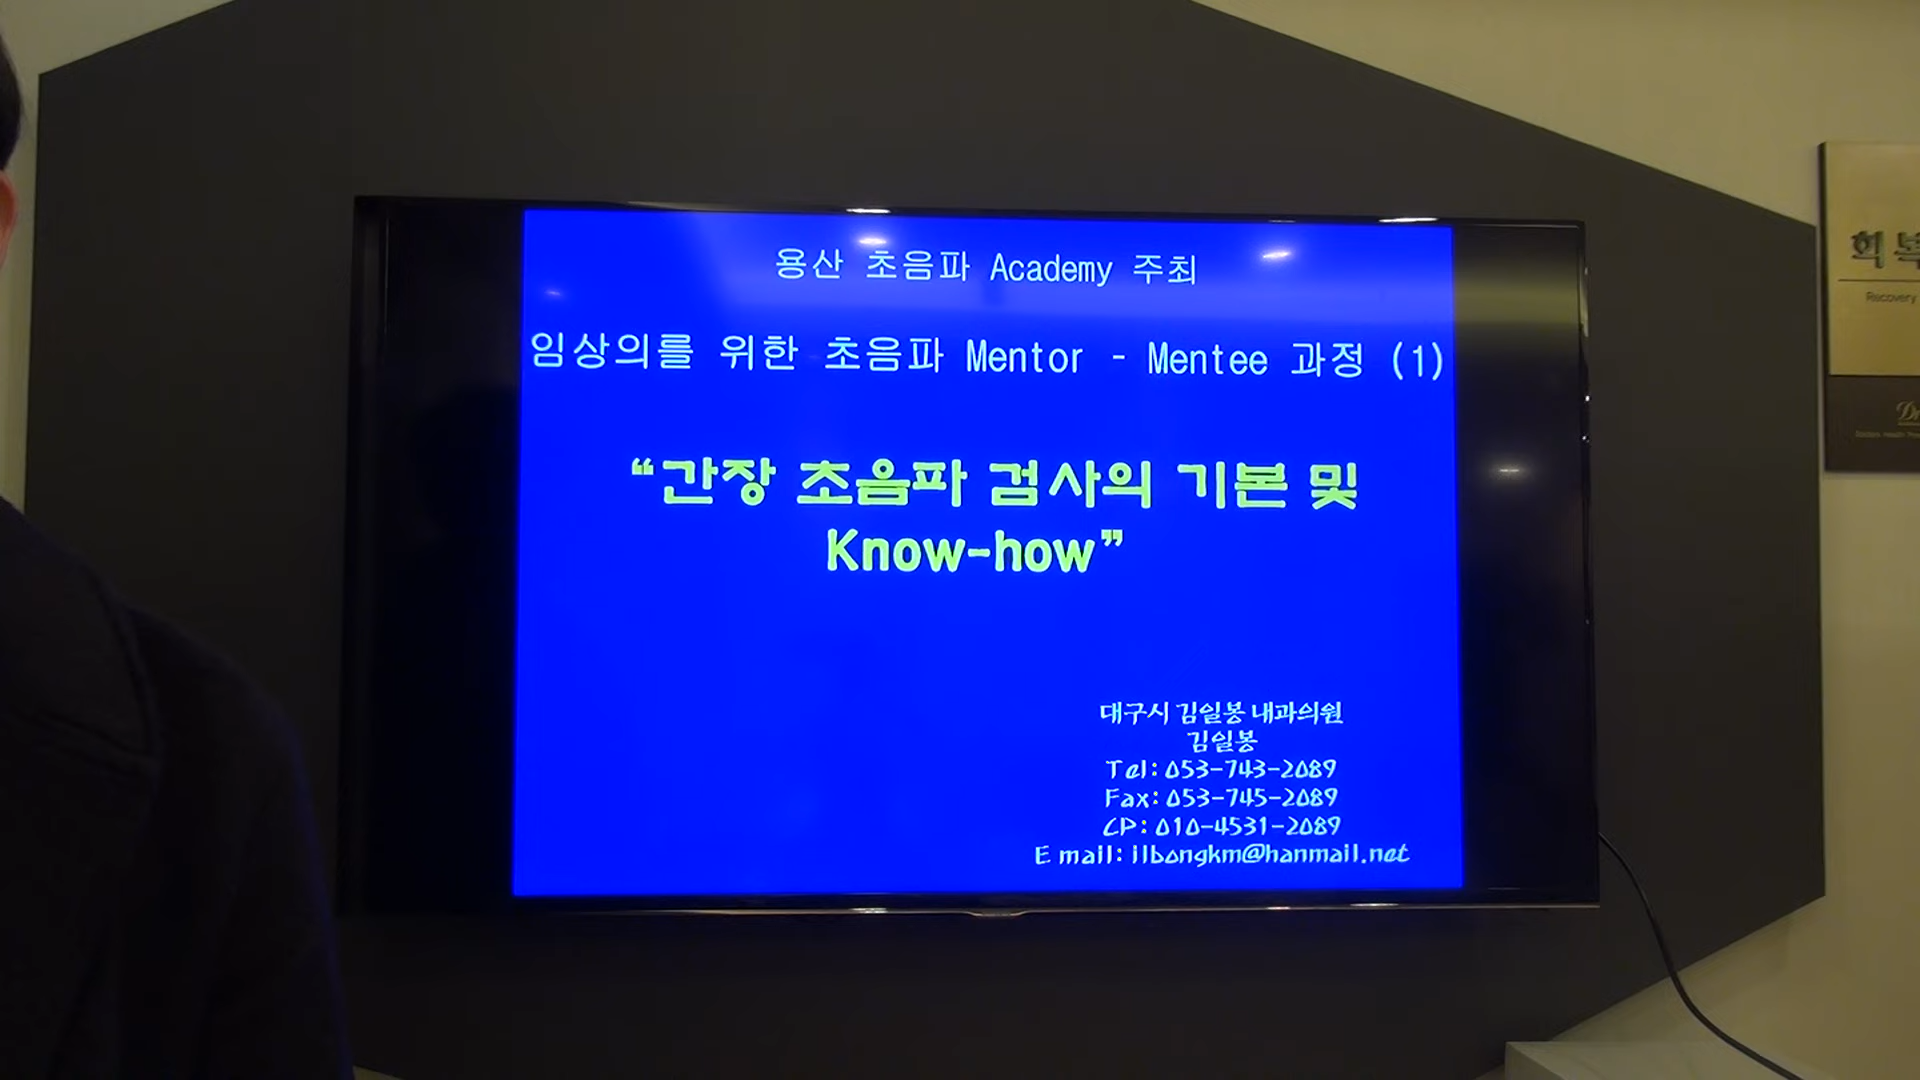 용산 초음파 Academy 주최
임상의를 위한 초음파 Mentor - Mentee 과정 (1)
“간장 초음파 검사의 기본 및
Know-how”
대구시 김일봉 내과의원
김일봉
Tel: 053-743-2089
Fax: 053-745-2089
CP: 010-4531-2089
E mail: ilbongkm@hanmail.net
Recovery